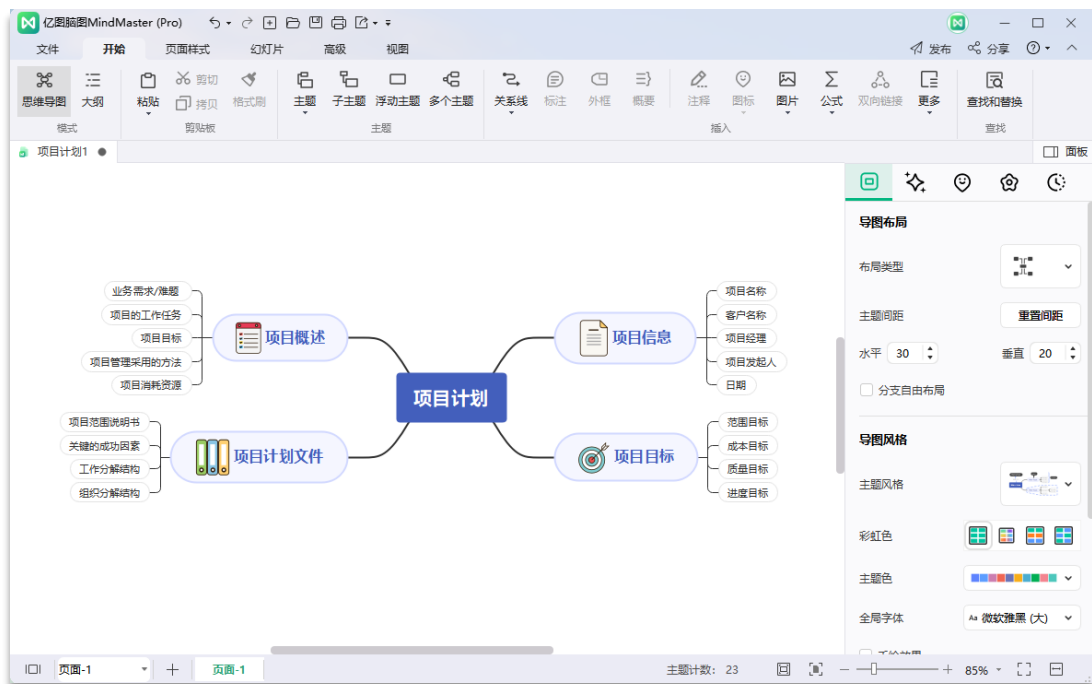 亿图脑图MindMaster (Pro)
文件 开始 页面样式 幻灯片 高级 视图 发布 分享
思维导图 大纲 粘贴 剪切 拷贝 格式刷 主题 子主题 浮动主题 多个主题 关系线 标注 外框 概要 注释 图标 图片 公式 双向链接 更多 查找和替换
模式 剪贴板 主题 插入 查找
项目计划1 面板
导图布局
布局类型
主题间距 重置间距
水平 30 垂直 20
分支自由布局
导图风格
主题风格
彩虹色
主题色
全局字体 Aa 微软雅黑 (大)
手绘效果
项目计划
项目概述
业务需求/难题
项目的工作任务
项目目标
项目管理采用的方法
项目消耗资源
项目计划文件
项目范围说明书
关键的成功因素
工作分解结构
组织分解结构
项目信息
项目名称
客户名称
项目经理
项目发起人
日期
项目目标
范围目标
成本目标
质量目标
进度目标
页面-1 页面-1 主题计数: 23 85%